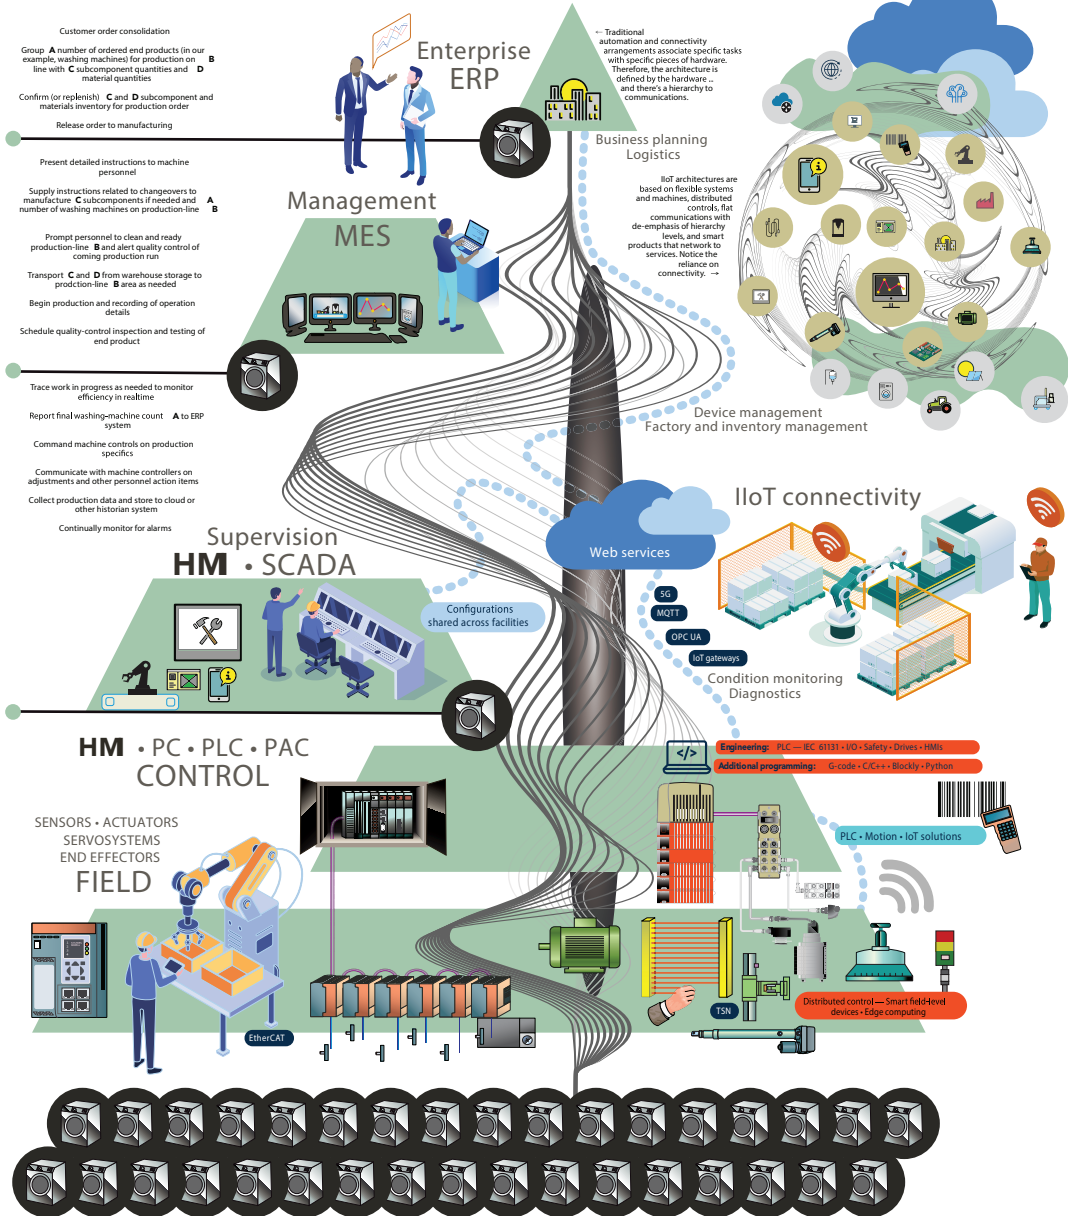 Customer order consolidation
Group A number of ordered end products (in our
example, washing machines) for production on B
line with C subcomponent quantities and D
material quantities
Confirm (or replenish) C and D subcomponent and
materials inventory for production order
Release order to manufacturing
Enterprise
ERP
← Traditional
automation and connectivity
arrangements associate specific tasks
with specific pieces of hardware.
Therefore, the architecture is
defined by the hardware ..
and there's a hierarchy to
communications.
Business planning
Logistics
Present detailed instructions to machine
personnel
Supply instructions related to changeovers to
manufacture C subcomponents if needed and A
number of washing machines on production-line B
Prompt personnel to clean and ready
production-line B and alert quality control of
coming production run
Transport C and D from warehouse storage to
prodction-line B area as needed
Begin production and recording of operation
details
Schedule quality-control inspection and testing of
end product
Management
MES
IIoT architectures are
based on flexible systems
and machines, distributed
controls, flat
communications with
de-emphasis of hierarchy
levels, and smart
products that network to
services. Notice the
reliance on
connectivity. →
i
Trace work in progress as needed to monitor
efficiency in realtime
Report final washing-machine count A to ERP
system
Command machine controls on production
specifics
Communicate with machine controllers on
adjustments and other personnel action items
Collect production data and store to cloud or
other historian system
Continually monitor for alarms
Device management
Factory and inventory management
Supervision
HM • SCADA
Configurations
shared across facilities
i
Web services
IIoT connectivity
5G
MQTT
OPC UA
IoT gateways
Condition monitoring
Diagnostics
HM • PC • PLC • PAC
CONTROL
</>
Engineering: PLC — IEC 61131 • I/O • Safety • Drives • HMIs
Additional programming: G-code • C/C++ • Blockly • Python
PLC • Motion • IoT solutions
SENSORS • ACTUATORS
SERVOSYSTEMS
END EFFECTORS
FIELD
EtherCAT
TSN
Distributed control — Smart field-level
devices • Edge computing